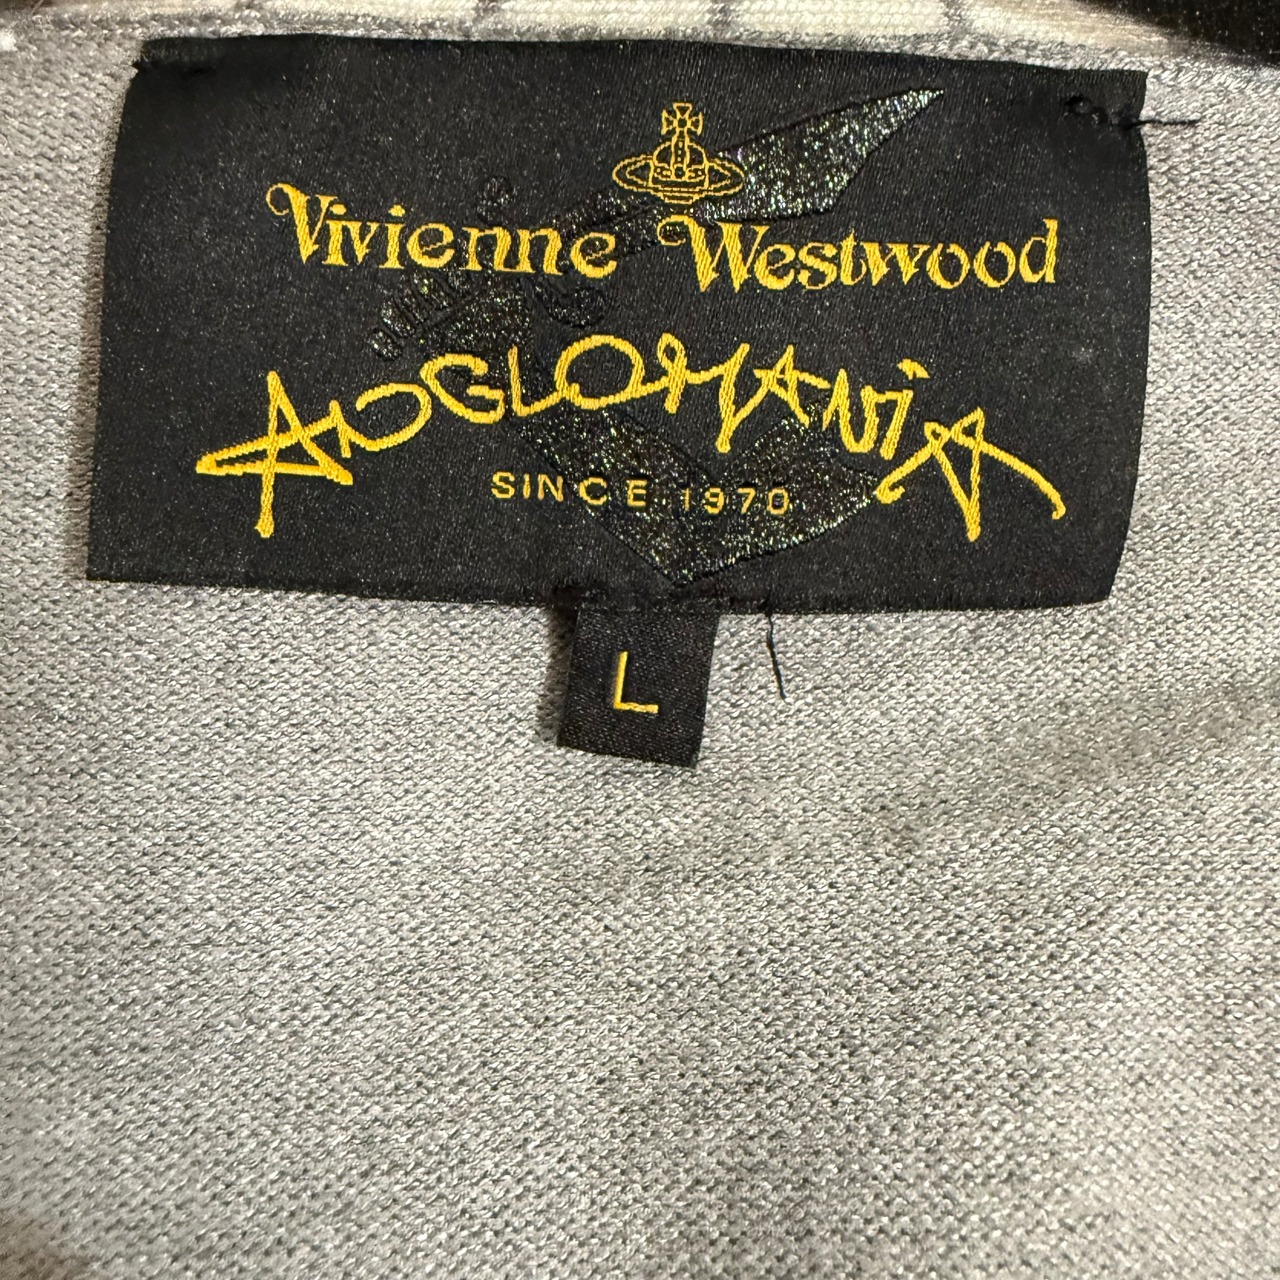 Vivienne Westwood
ANGLOMANIA
SINCE 1970
L